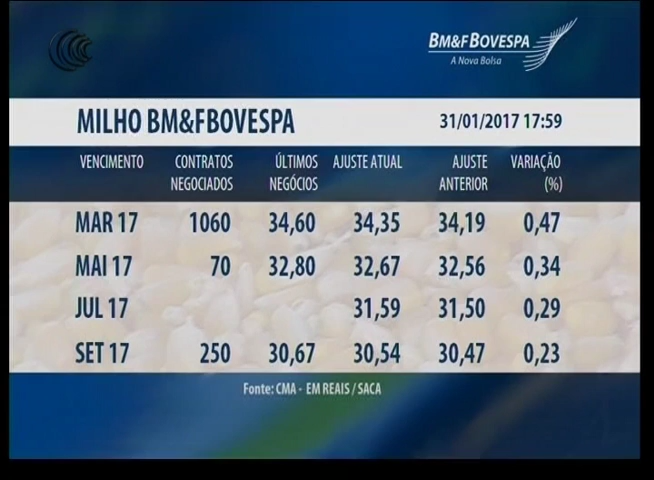 BM&FBOVESPA
A Nova Bolsa
MILHO BM&FBOVESPA 31/01/2017 17:59
VENCIMENTO CONTRATOS NEGOCIADOS ÚLTIMOS NEGÓCIOS AJUSTE ATUAL AJUSTE ANTERIOR VARIAÇÃO (%)
MAR 17 1060 34,60 34,35 34,19 0,47
MAI 17 70 32,80 32,67 32,56 0,34
JUL 17 31,59 31,50 0,29
SET 17 250 30,67 30,54 30,47 0,23
Fonte: CMA - EM REAIS / SACA